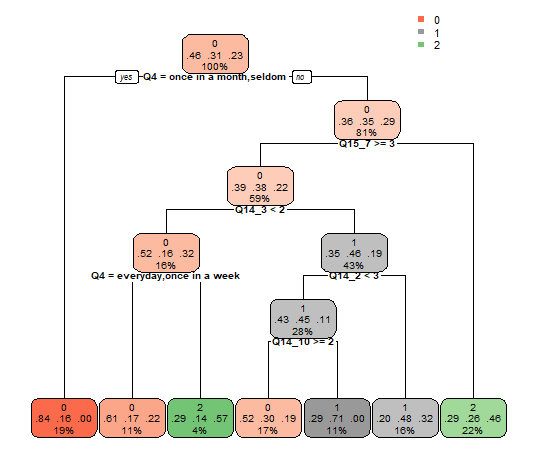 0
1
2
0
.46 .31 .23
100%
yes Q4 = once in a month,seldom no
0
.36 .35 .29
81%
Q15_7 >= 3
0
.39 .38 .22
59%
Q14_3 < 2
0
.52 .16 .32
16%
Q4 = everyday,once in a week
1
.35 .46 .19
43%
Q14_2 < 3
1
.43 .45 .11
28%
Q14_10 >= 2
0
.84 .16 .00
19%
0
.61 .17 .22
11%
2
.29 .14 .57
4%
0
.52 .30 .19
17%
1
.29 .71 .00
11%
1
.20 .48 .32
16%
2
.29 .26 .46
22%